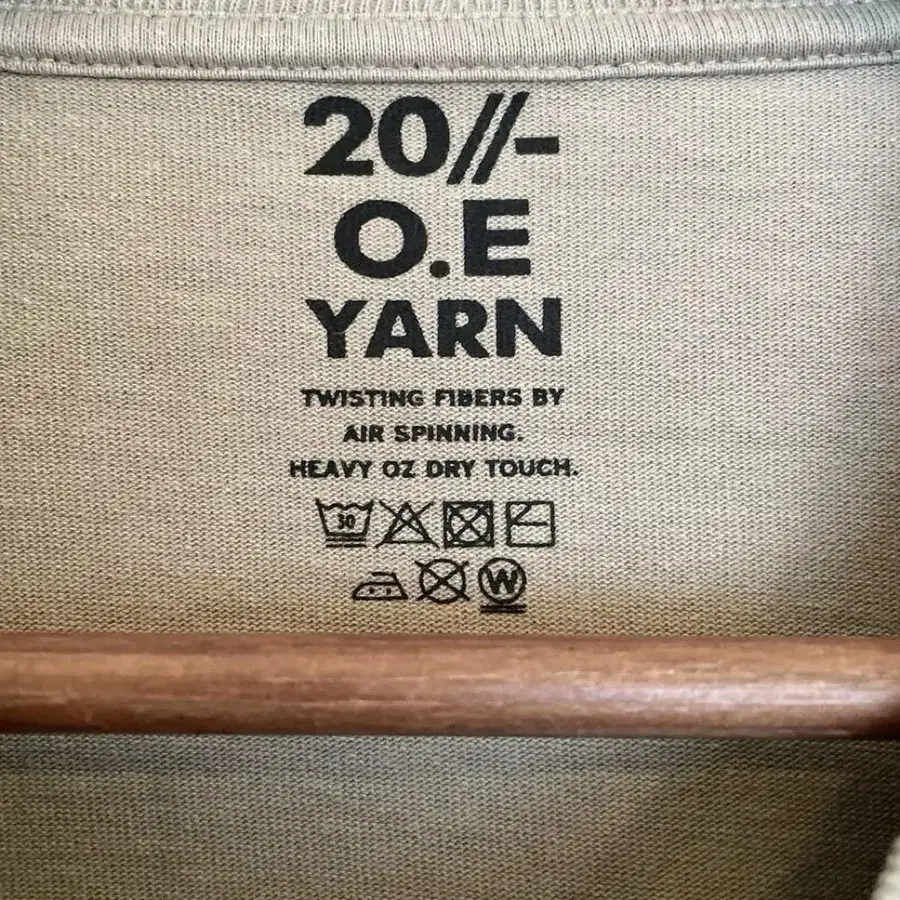 20//-
O.E
YARN
TWISTING FIBERS BY
AIR SPINNING.
HEAVY OZ DRY TOUCH.
30
W